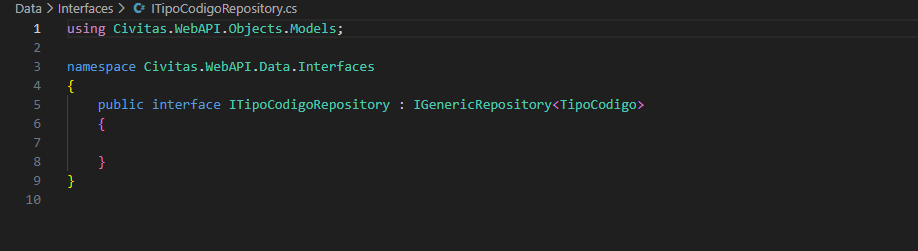 Data > Interfaces > ITipoCodigoRepository.cs
1 using Civitas.WebAPI.Objects.Models;
2
3 namespace Civitas.WebAPI.Data.Interfaces
4 {
5 public interface ITipoCodigoRepository : IGenericRepository<TipoCodigo>
6 {
7
8 }
9 }
10